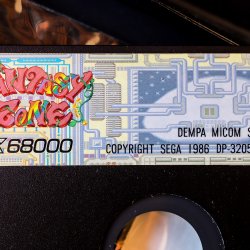 FANTASY
ZONE
X68000
DEMPA MICOM S
COPYRIGHT SEGA 1986 DP-3205